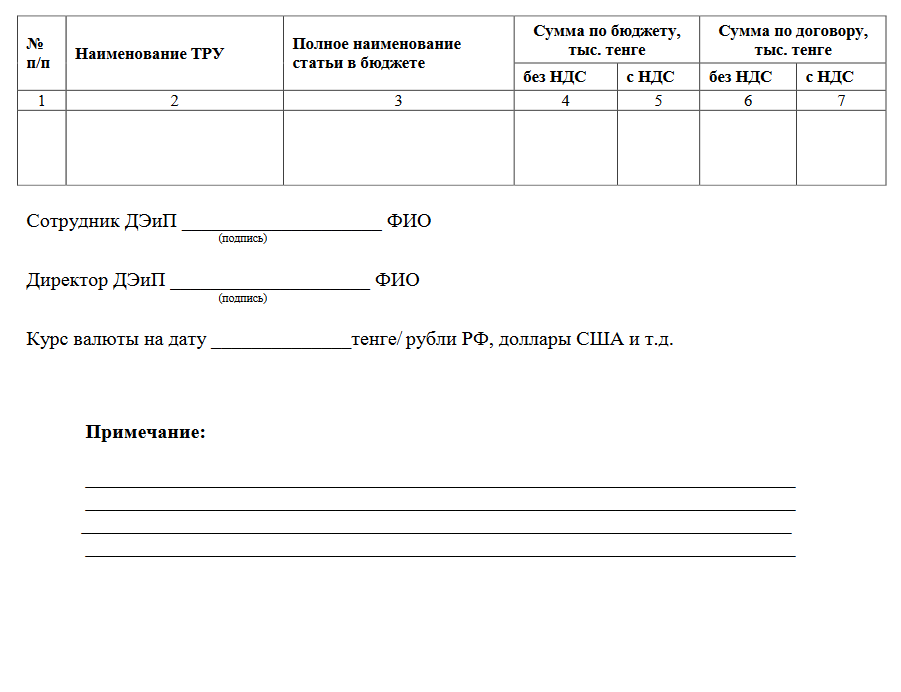 № п/п
Наименование ТРУ
Полное наименование статьи в бюджете
Сумма по бюджету, тыс. тенге
Сумма по договору, тыс. тенге
без НДС
с НДС
без НДС
с НДС
1 2 3 4 5 6 7
Сотрудник ДЭиП ____________________ ФИО
(подпись)
Директор ДЭиП ____________________ ФИО
(подпись)
Курс валюты на дату ______________тенге/ рубли РФ, доллары США и т.д.
Примечание: